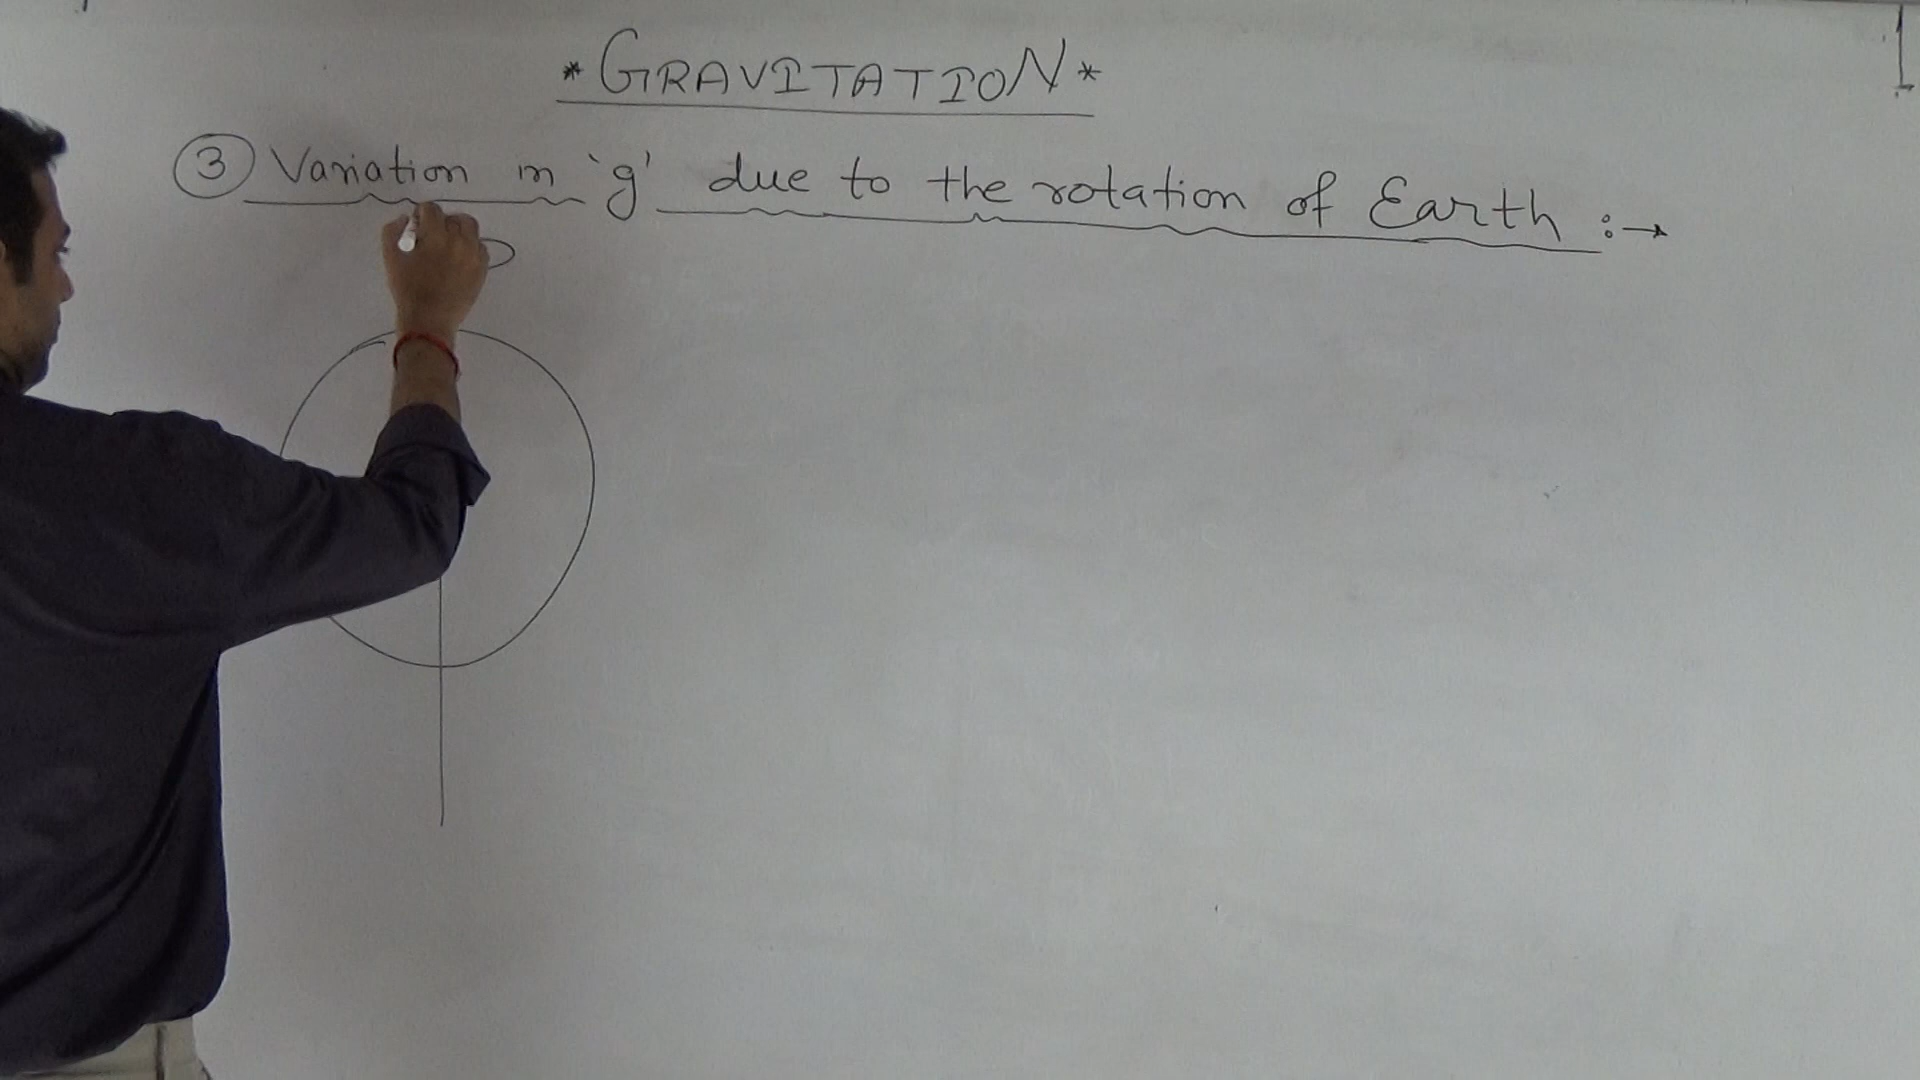 * GRAVITATION *
③ Variation in 'g' due to the rotation of Earth :→